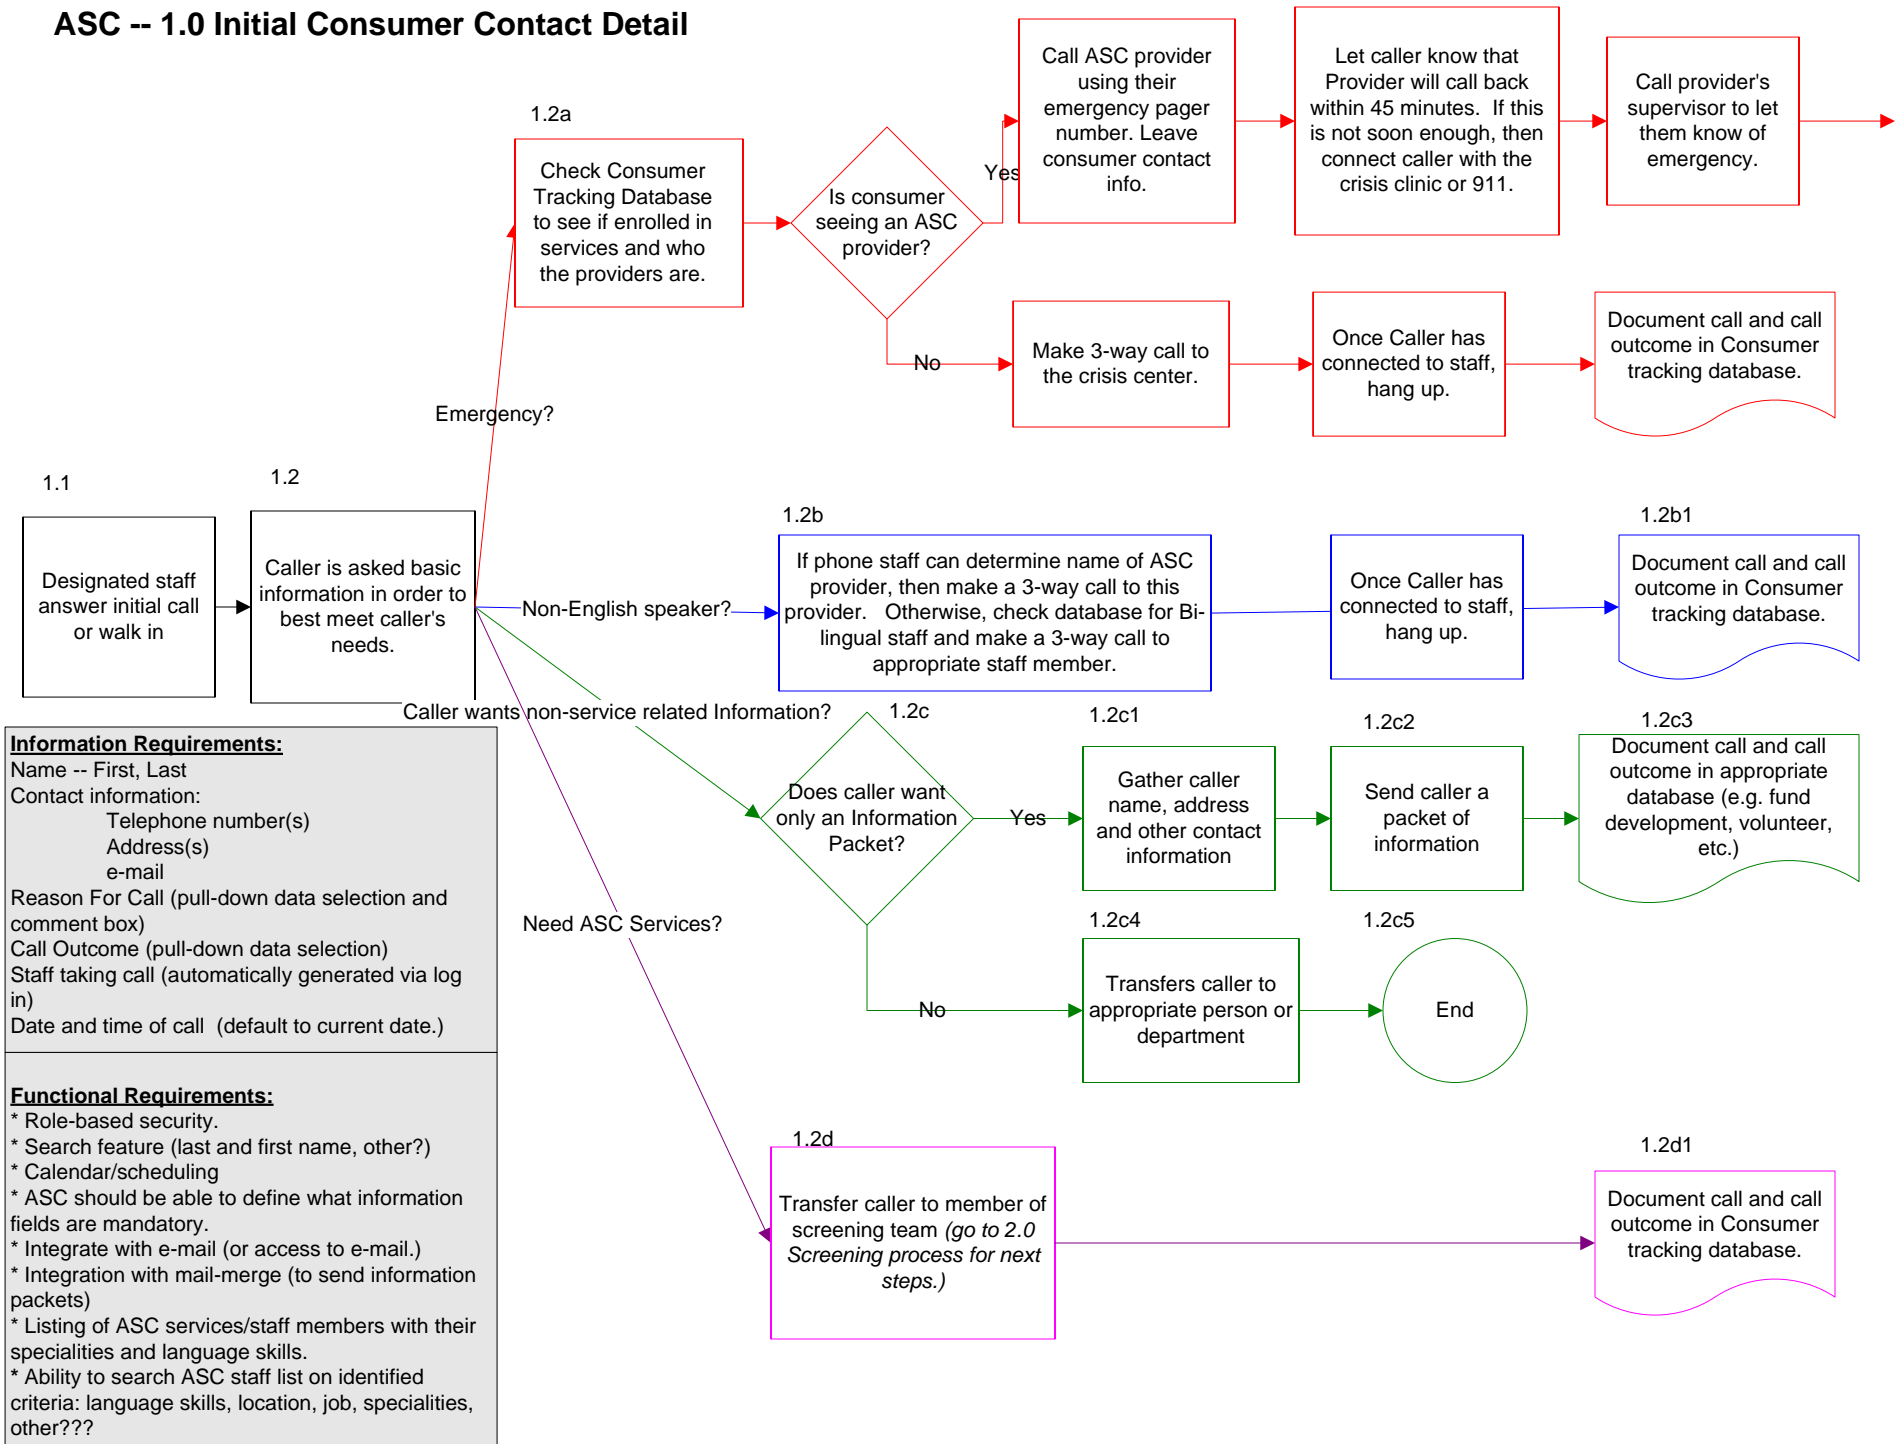 ASC -- 1.0 Initial Consumer Contact Detail
Call ASC provider
using their
emergency pager
number. Leave
consumer contact
info.
Let caller know that
Provider will call back
within 45 minutes.  If this
is not soon enough, then
connect caller with the
crisis clinic or 911.
Call provider's
supervisor to let
them know of
emergency.
1.2a
Check Consumer
Tracking Database
to see if enrolled in
services and who
the providers are.
Is consumer
seeing an ASC
provider?
Yes
No
Make 3-way call to
the crisis center.
Once Caller has
connected to staff,
hang up.
Document call and call
outcome in Consumer
tracking database.
Emergency?
1.1
Designated staff
answer initial call
or walk in
1.2
Caller is asked basic
information in order to
best meet caller's
needs.
Non-English speaker?
1.2b
If phone staff can determine name of ASC
provider, then make a 3-way call to this
provider.   Otherwise, check database for Bi-
lingual staff and make a 3-way call to
appropriate staff member.
Once Caller has
connected to staff,
hang up.
1.2b1
Document call and call
outcome in Consumer
tracking database.
Caller wants non-service related Information?
1.2c
Does caller want
only an Information
Packet?
Yes
1.2c1
Gather caller
name, address
and other contact
information
1.2c2
Send caller a
packet of
information
1.2c3
Document call and call
outcome in appropriate
database (e.g. fund
development, volunteer,
etc.)
No
1.2c4
Transfers caller to
appropriate person or
department
1.2c5
End
Need ASC Services?
1.2d
Transfer caller to member of
screening team (go to 2.0
Screening process for next
steps.)
1.2d1
Document call and call
outcome in Consumer
tracking database.
Information Requirements:
Name -- First, Last
Contact information:
Telephone number(s)
Address(s)
e-mail
Reason For Call (pull-down data selection and
comment box)
Call Outcome (pull-down data selection)
Staff taking call (automatically generated via log
in)
Date and time of call  (default to current date.)
Functional Requirements:
* Role-based security.
* Search feature (last and first name, other?)
* Calendar/scheduling
* ASC should be able to define what information
fields are mandatory.
* Integrate with e-mail (or access to e-mail.)
* Integration with mail-merge (to send information
packets)
* Listing of ASC services/staff members with their
specialities and language skills.
* Ability to search ASC staff list on identified
criteria: language skills, location, job, specialities,
other???